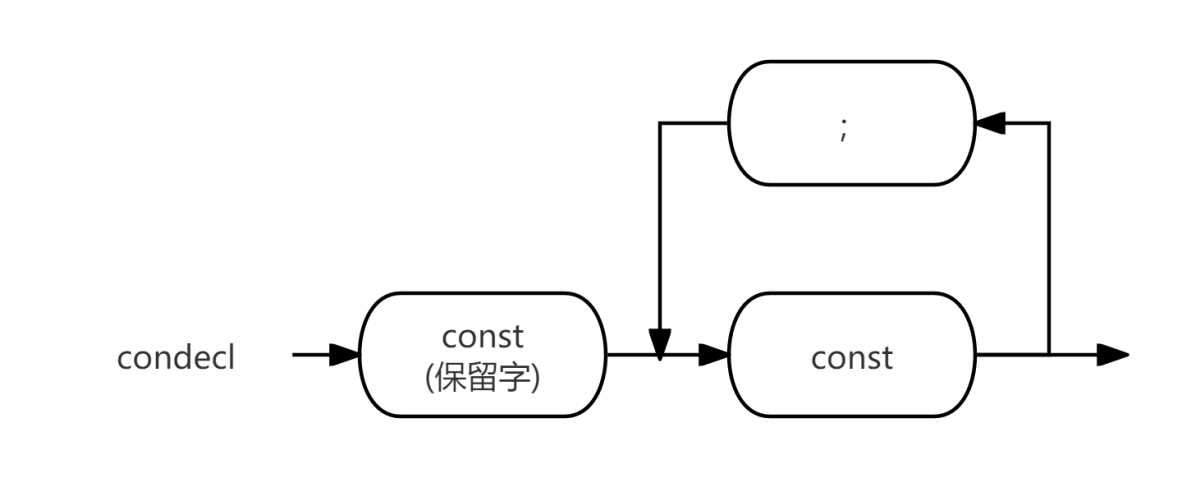 ;
condecl
const
(保留字)
const